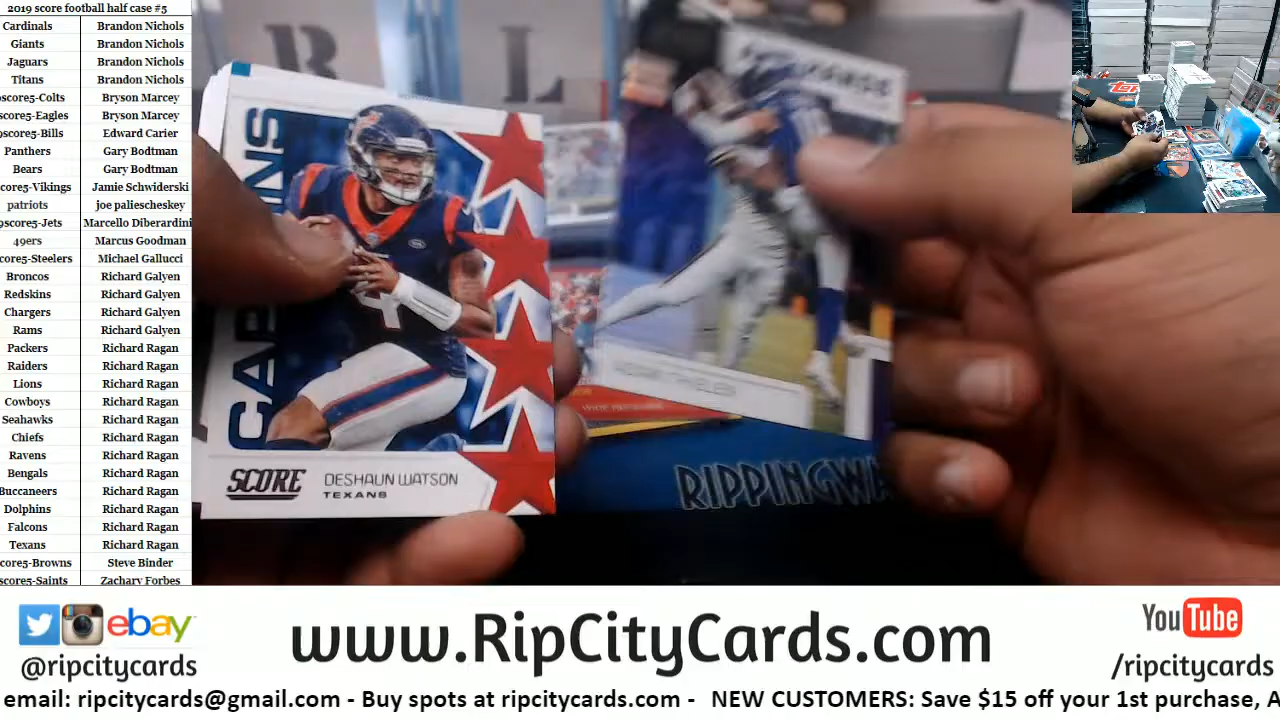 2019 score football half case #5
Cardinals Brandon Nichols
Giants Brandon Nichols
Jaguars Brandon Nichols
Titans Brandon Nichols
score5-Colts Bryson Marcey
score5-Eagles Bryson Marcey
score5-Bills Edward Carier
Panthers Gary Bodtman
Bears Gary Bodtman
core5-Vikings Jamie Schwiderski
patriots joe paliescheskey
9score5-Jets Marcello Diberardini
49ers Marcus Goodman
core5-Steelers Michael Gallucci
Broncos Richard Galyen
Redskins Richard Galyen
Chargers Richard Galyen
Rams Richard Galyen
Packers Richard Ragan
Raiders Richard Ragan
Lions Richard Ragan
Cowboys Richard Ragan
Seahawks Richard Ragan
Chiefs Richard Ragan
Ravens Richard Ragan
Bengals Richard Ragan
Buccaneers Richard Ragan
Dolphins Richard Ragan
Falcons Richard Ragan
Texans Richard Ragan
core5-Browns Steve Binder
score5-Saints Zachary Forbes
SCORE
DESHAUN WATSON
TEXANS
RIPPINGWA
ebay
@ripcitycards
www.RipCityCards.com
YouTube
/ripcitycards
email: ripcitycards@gmail.com - Buy spots at ripcitycards.com - NEW CUSTOMERS: Save $15 off your 1st purchase, A